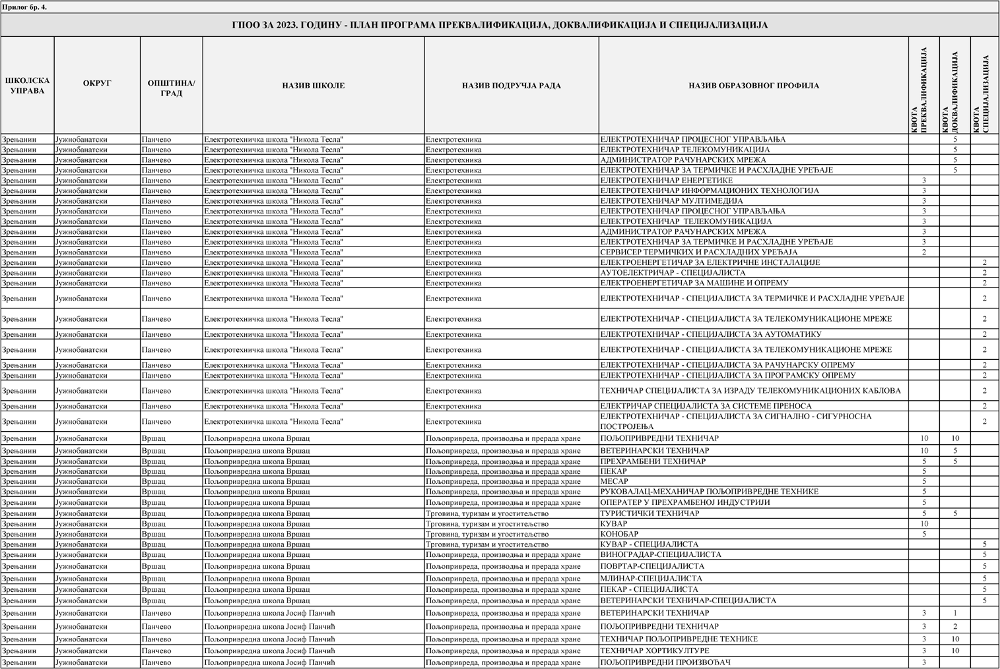 Прилог бр. 4.
ГПОО ЗА 2023. ГОДИНУ - ПЛАН ПРОГРАМА ПРЕКВАЛИФИКАЦИЈА, ДОКВАЛИФИКАЦИЈА И СПЕЦИЈАЛИЗАЦИЈА
ШКОЛСКА УПРАВА ОКРУГ ОПШТИНА/ ГРАД НАЗИВ ШКОЛЕ НАЗИВ ПОДРУЧЈА РАДА НАЗИВ ОБРАЗОВНОГ ПРОФИЛА КВОТА ПРЕКВАЛИФИКАЦИЈА КВОТА ДОКВАЛИФИКАЦИЈА КВОТА СПЕЦИЈАЛИЗАЦИЈА
Зрењанин Јужнобанатски Панчево Електротехничка школа "Никола Тесла" Електротехника ЕЛЕКТРОТЕХНИЧАР ПРОЦЕСНОГ УПРАВЉАЊА 5
Зрењанин Јужнобанатски Панчево Електротехничка школа "Никола Тесла" Електротехника ЕЛЕКТРОТЕХНИЧАР ТЕЛЕКОМУНИКАЦИЈА 5
Зрењанин Јужнобанатски Панчево Електротехничка школа "Никола Тесла" Електротехника АДМИНИСТРАТОР РАЧУНАРСКИХ МРЕЖА 5
Зрењанин Јужнобанатски Панчево Електротехничка школа "Никола Тесла" Електротехника ЕЛЕКТРОТЕХНИЧАР ЗА ТЕРМИЧКЕ И РАСХЛАДНЕ УРЕЂАЈЕ 5
Зрењанин Јужнобанатски Панчево Електротехничка школа "Никола Тесла" Електротехника ЕЛЕКТРОТЕХНИЧАР ЕНЕРГЕТИКЕ 3
Зрењанин Јужнобанатски Панчево Електротехничка школа "Никола Тесла" Електротехника ЕЛЕКТРОТЕХНИЧАР ИНФОРМАЦИОНИХ ТЕХНОЛОГИЈА 3
Зрењанин Јужнобанатски Панчево Електротехничка школа "Никола Тесла" Електротехника ЕЛЕКТРОТЕХНИЧАР МУЛТИМЕДИЈА 3
Зрењанин Јужнобанатски Панчево Електротехничка школа "Никола Тесла" Електротехника ЕЛЕКТРОТЕХНИЧАР ПРОЦЕСНОГ УПРАВЉАЊА 3
Зрењанин Јужнобанатски Панчево Електротехничка школа "Никола Тесла" Електротехника ЕЛЕКТРОТЕХНИЧАР ТЕЛЕКОМУНИКАЦИЈА 3
Зрењанин Јужнобанатски Панчево Електротехничка школа "Никола Тесла" Електротехника АДМИНИСТРАТОР РАЧУНАРСКИХ МРЕЖА 3
Зрењанин Јужнобанатски Панчево Електротехничка школа "Никола Тесла" Електротехника ЕЛЕКТРОТЕХНИЧАР ЗА ТЕРМИЧКЕ И РАСХЛАДНЕ УРЕЂАЈЕ 3
Зрењанин Јужнобанатски Панчево Електротехничка школа "Никола Тесла" Електротехника СЕРВИСЕР ТЕРМИЧКИХ И РАСХЛАДНИХ УРЕЂАЈА 2
Зрењанин Јужнобанатски Панчево Електротехничка школа "Никола Тесла" Електротехника ЕЛЕКТРОЕНЕРГЕТИЧАР ЗА ЕЛЕКТРИЧНЕ ИНСТАЛАЦИЈЕ 2
Зрењанин Јужнобанатски Панчево Електротехничка школа "Никола Тесла" Електротехника АУТОЕЛЕКТРИЧАР - СПЕЦИЈАЛИСТА 2
Зрењанин Јужнобанатски Панчево Електротехничка школа "Никола Тесла" Електротехника ЕЛЕКТРОЕНЕРГЕТИЧАР ЗА МАШИНЕ И ОПРЕМУ 2
Зрењанин Јужнобанатски Панчево Електротехничка школа "Никола Тесла" Електротехника ЕЛЕКТРОТЕХНИЧАР - СПЕЦИЈАЛИСТА ЗА ТЕРМИЧКЕ И РАСХЛАДНЕ УРЕЂАЈЕ 2
Зрењанин Јужнобанатски Панчево Електротехничка школа "Никола Тесла" Електротехника ЕЛЕКТРОТЕХНИЧАР - СПЕЦИЈАЛИСТА ЗА ТЕЛЕКОМУНИКАЦИОНЕ МРЕЖЕ 2
Зрењанин Јужнобанатски Панчево Електротехничка школа "Никола Тесла" Електротехника ЕЛЕКТРОТЕХНИЧАР - СПЕЦИЈАЛИСТА ЗА АУТОМАТИКУ 2
Зрењанин Јужнобанатски Панчево Електротехничка школа "Никола Тесла" Електротехника ЕЛЕКТРОТЕХНИЧАР - СПЕЦИЈАЛИСТА ЗА ТЕЛЕКОМУНИКАЦИОНЕ МРЕЖЕ 2
Зрењанин Јужнобанатски Панчево Електротехничка школа "Никола Тесла" Електротехника ЕЛЕКТРОТЕХНИЧАР - СПЕЦИЈАЛИСТА ЗА РАЧУНАРСКУ ОПРЕМУ 2
Зрењанин Јужнобанатски Панчево Електротехничка школа "Никола Тесла" Електротехника ЕЛЕКТРОТЕХНИЧАР - СПЕЦИЈАЛИСТА ЗА ПРОГРАМСКУ ОПРЕМУ 2
Зрењанин Јужнобанатски Панчево Електротехничка школа "Никола Тесла" Електротехника ТЕХНИЧАР СПЕЦИЈАЛИСТА ЗА ИЗРАДУ ТЕЛЕКОМУНИКАЦИОНИХ КАБЛОВА 2
Зрењанин Јужнобанатски Панчево Електротехничка школа "Никола Тесла" Електротехника ЕЛЕКТРИЧАР СПЕЦИЈАЛИСТА ЗА СИСТЕМЕ ПРЕНОСА 2
Зрењанин Јужнобанатски Панчево Електротехничка школа "Никола Тесла" Електротехника ЕЛЕКТРОТЕХНИЧАР - СПЕЦИЈАЛИСТА ЗА СИГНАЛНО - СИГУРНОСНА ПОСТРОЈЕЊА 2
Зрењанин Јужнобанатски Вршац Пољопривредна школа Вршац Пољопривреда, производња и прерада хране ПОЉОПРИВРЕДНИ ТЕХНИЧАР 10 10
Зрењанин Јужнобанатски Вршац Пољопривредна школа Вршац Пољопривреда, производња и прерада хране ВЕТЕРИНАРСКИ ТЕХНИЧАР 10 5
Зрењанин Јужнобанатски Вршац Пољопривредна школа Вршац Пољопривреда, производња и прерада хране ПРЕХРАМБЕНИ ТЕХНИЧАР 5 5
Зрењанин Јужнобанатски Вршац Пољопривредна школа Вршац Пољопривреда, производња и прерада хране ПЕКАР 5
Зрењанин Јужнобанатски Вршац Пољопривредна школа Вршац Пољопривреда, производња и прерада хране МЕСАР 5
Зрењанин Јужнобанатски Вршац Пољопривредна школа Вршац Пољопривреда, производња и прерада хране РУКОВАЛАЦ-МЕХАНИЧАР ПОЉОПРИВРЕДНЕ ТЕХНИКЕ 5
Зрењанин Јужнобанатски Вршац Пољопривредна школа Вршац Пољопривреда, производња и прерада хране ОПЕРАТЕР У ПРЕХРАМБЕНОЈ ИНДУСТРИЈИ 5
Зрењанин Јужнобанатски Вршац Пољопривредна школа Вршац Трговина, туризам и угоститељство ТУРИСТИЧКИ ТЕХНИЧАР 5 5
Зрењанин Јужнобанатски Вршац Пољопривредна школа Вршац Трговина, туризам и угоститељство КУВАР 10
Зрењанин Јужнобанатски Вршац Пољопривредна школа Вршац Трговина, туризам и угоститељство КОНОБАР 5
Зрењанин Јужнобанатски Вршац Пољопривредна школа Вршац Трговина, туризам и угоститељство КУВАР - СПЕЦИЈАЛИСТА 5
Зрењанин Јужнобанатски Вршац Пољопривредна школа Вршац Пољопривреда, производња и прерада хране ВИНОГРАДАР-СПЕЦИЈАЛИСТА 5
Зрењанин Јужнобанатски Вршац Пољопривредна школа Вршац Пољопривреда, производња и прерада хране ПОВРТАР-СПЕЦИЈАЛИСТА 5
Зрењанин Јужнобанатски Вршац Пољопривредна школа Вршац Пољопривреда, производња и прерада хране МЛИНАР-СПЕЦИЈАЛИСТА 5
Зрењанин Јужнобанатски Вршац Пољопривредна школа Вршац Пољопривреда, производња и прерада хране ПЕКАР - СПЕЦИЈАЛИСТА 5
Зрењанин Јужнобанатски Вршац Пољопривредна школа Вршац Пољопривреда, производња и прерада хране ВЕТЕРИНАРСКИ ТЕХНИЧАР-СПЕЦИЈАЛИСТА 5
Зрењанин Јужнобанатски Панчево Пољопривредна школа Јосиф Панчић Пољопривреда, производња и прерада хране ВЕТЕРИНАРСКИ ТЕХНИЧАР 3 1
Зрењанин Јужнобанатски Панчево Пољопривредна школа Јосиф Панчић Пољопривреда, производња и прерада хране ПОЉОПРИВРЕДНИ ТЕХНИЧАР 3 2
Зрењанин Јужнобанатски Панчево Пољопривредна школа Јосиф Панчић Пољопривреда, производња и прерада хране ТЕХНИЧАР ПОЉОПРИВРЕДНЕ ТЕХНИКЕ 3 10
Зрењанин Јужнобанатски Панчево Пољопривредна школа Јосиф Панчић Пољопривреда, производња и прерада хране ТЕХНИЧАР ХОРТИКУЛТУРЕ 3 10
Зрењанин Јужнобанатски Панчево Пољопривредна школа Јосиф Панчић Пољопривреда, производња и прерада хране ПОЉОПРИВРЕДНИ ПРОИЗВОЂАЧ 3